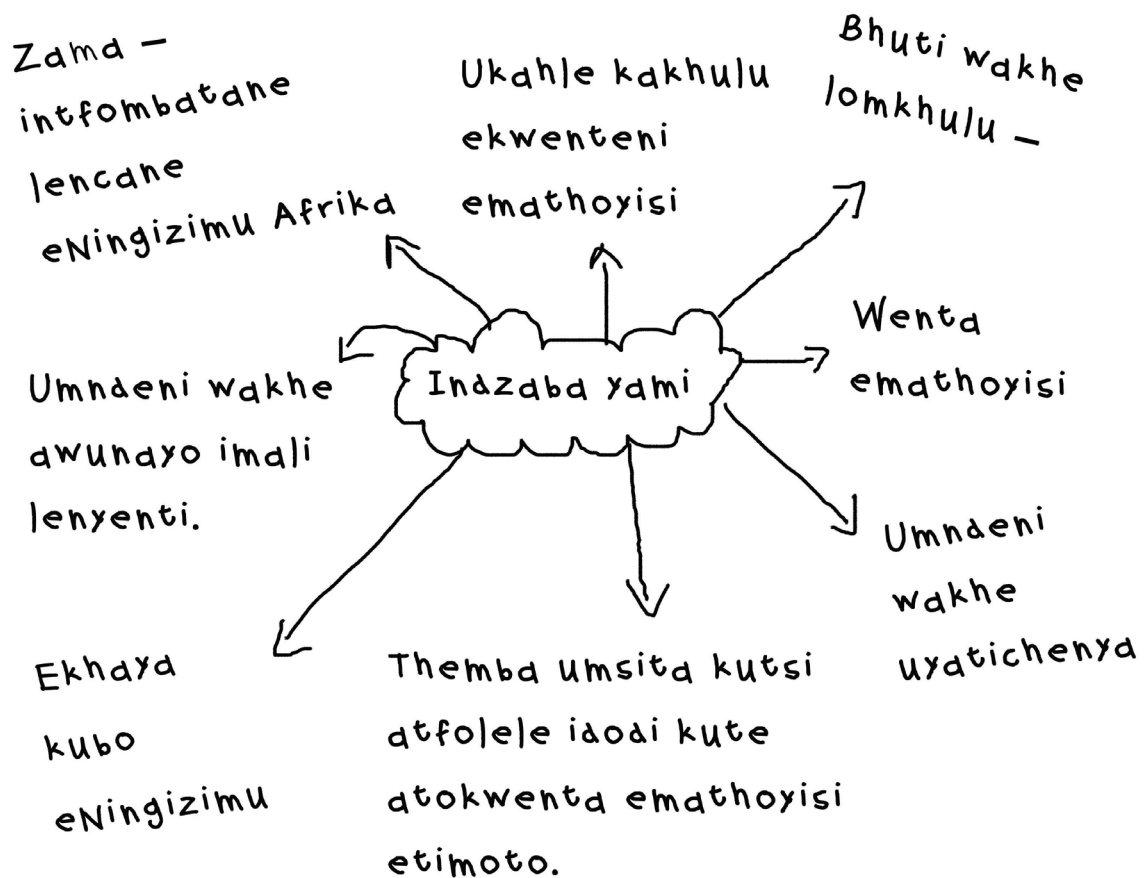 Zama –
intfombatane
lencane
eNingizimu Afrika
Ukahle kakhulu
ekwenteni
emathoyisi
Bhuti wakhe
lomkhulu –
Umndeni wakhe
awunayo imali
lenyenti.
Indzaba yami
Wenta
emathoyisi
Umndeni
wakhe
uyatichenya
Ekhaya
kubo
eNingizimu
Themba umsita kutsi
atfolele idodi kute
atokwenta emathoyisi
etimoto.